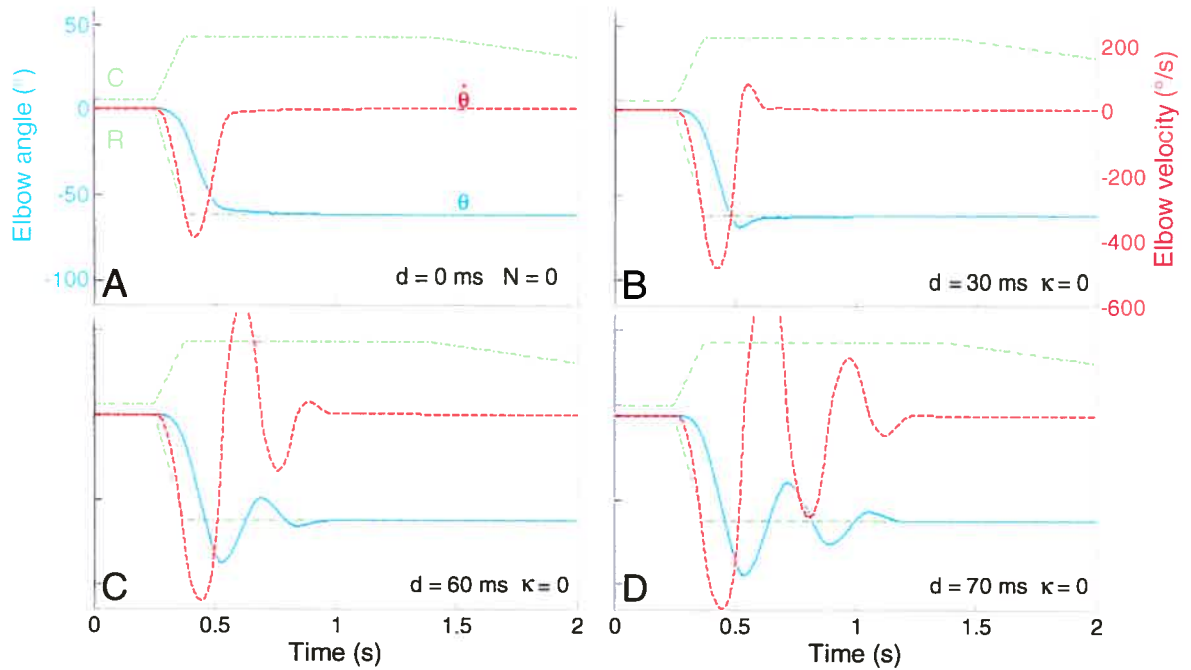 50
C
0
R
-50
-100
Elbow angle (°)
θ̇
θ
A
d = 0 ms N = 0
B
d = 30 ms κ = 0
200
0
-200
-400
-600
Elbow velocity (°/s)
C
d = 60 ms κ = 0
D
d = 70 ms κ = 0
0 0.5 1 1.5 2
Time (s)
0 0.5 1 1.5 2
Time (s)